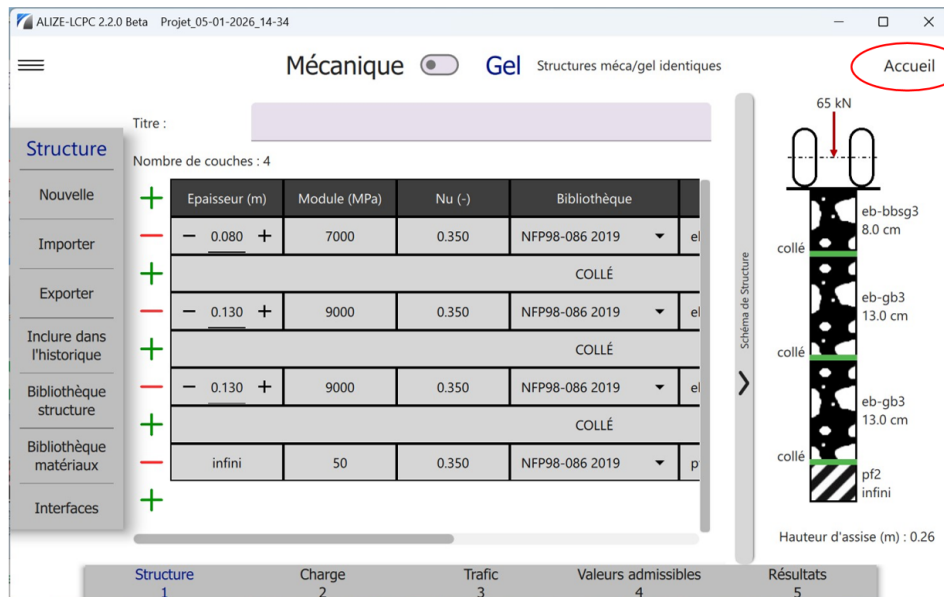 ALIZE-LCPC 2.2.0 Beta Projet_05-01-2026_14-34
Mécanique Gel Structures méca/gel identiques Accueil
Titre :
Nombre de couches : 4
Structure
Nouvelle
Importer
Exporter
Inclure dans
l'historique
Bibliothèque
structure
Bibliothèque
matériaux
Interfaces
Epaisseur (m) Module (MPa) Nu (-) Bibliothèque
− 0.080 + 7000 0.350 NFP98-086 2019 el
COLLÉ
− 0.130 + 9000 0.350 NFP98-086 2019 el
COLLÉ
− 0.130 + 9000 0.350 NFP98-086 2019 el
COLLÉ
infini 50 0.350 NFP98-086 2019 p
Schéma de Structure
65 kN
eb-bbsg3
8.0 cm
collé
eb-gb3
13.0 cm
collé
eb-gb3
13.0 cm
collé
pf2
infini
Hauteur d'assise (m) : 0.26
Structure Charge Trafic Valeurs admissibles Résultats
1 2 3 4 5